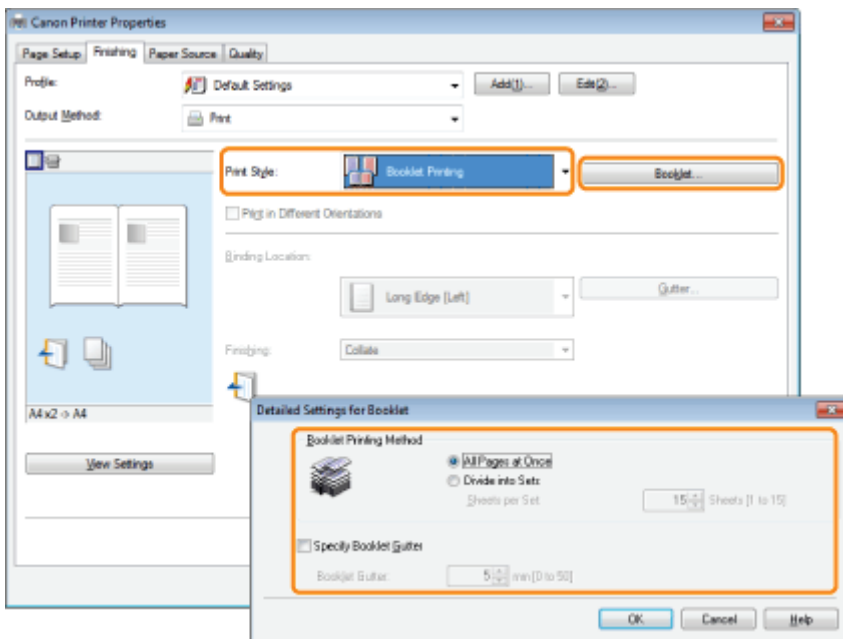 Canon Printer Properties
Page Setup Finishing Paper Source Quality
Profile: Default Settings Add(1)... Edit(2)...
Output Method: Print
Print Style: Booklet Printing Booklet...
Print in Different Orientations
Binding Location:
Long Edge [Left] Gutter...
Finishing: Collate
A4x2 -> A4
View Settings
Detailed Settings for Booklet
Booklet Printing Method
All Pages at Once
Divide into Sets
Sheets per Set: 15 Sheets [1 to 15]
Specify Booklet Gutter
Booklet Gutter: 5 mm [0 to 50]
OK Cancel Help